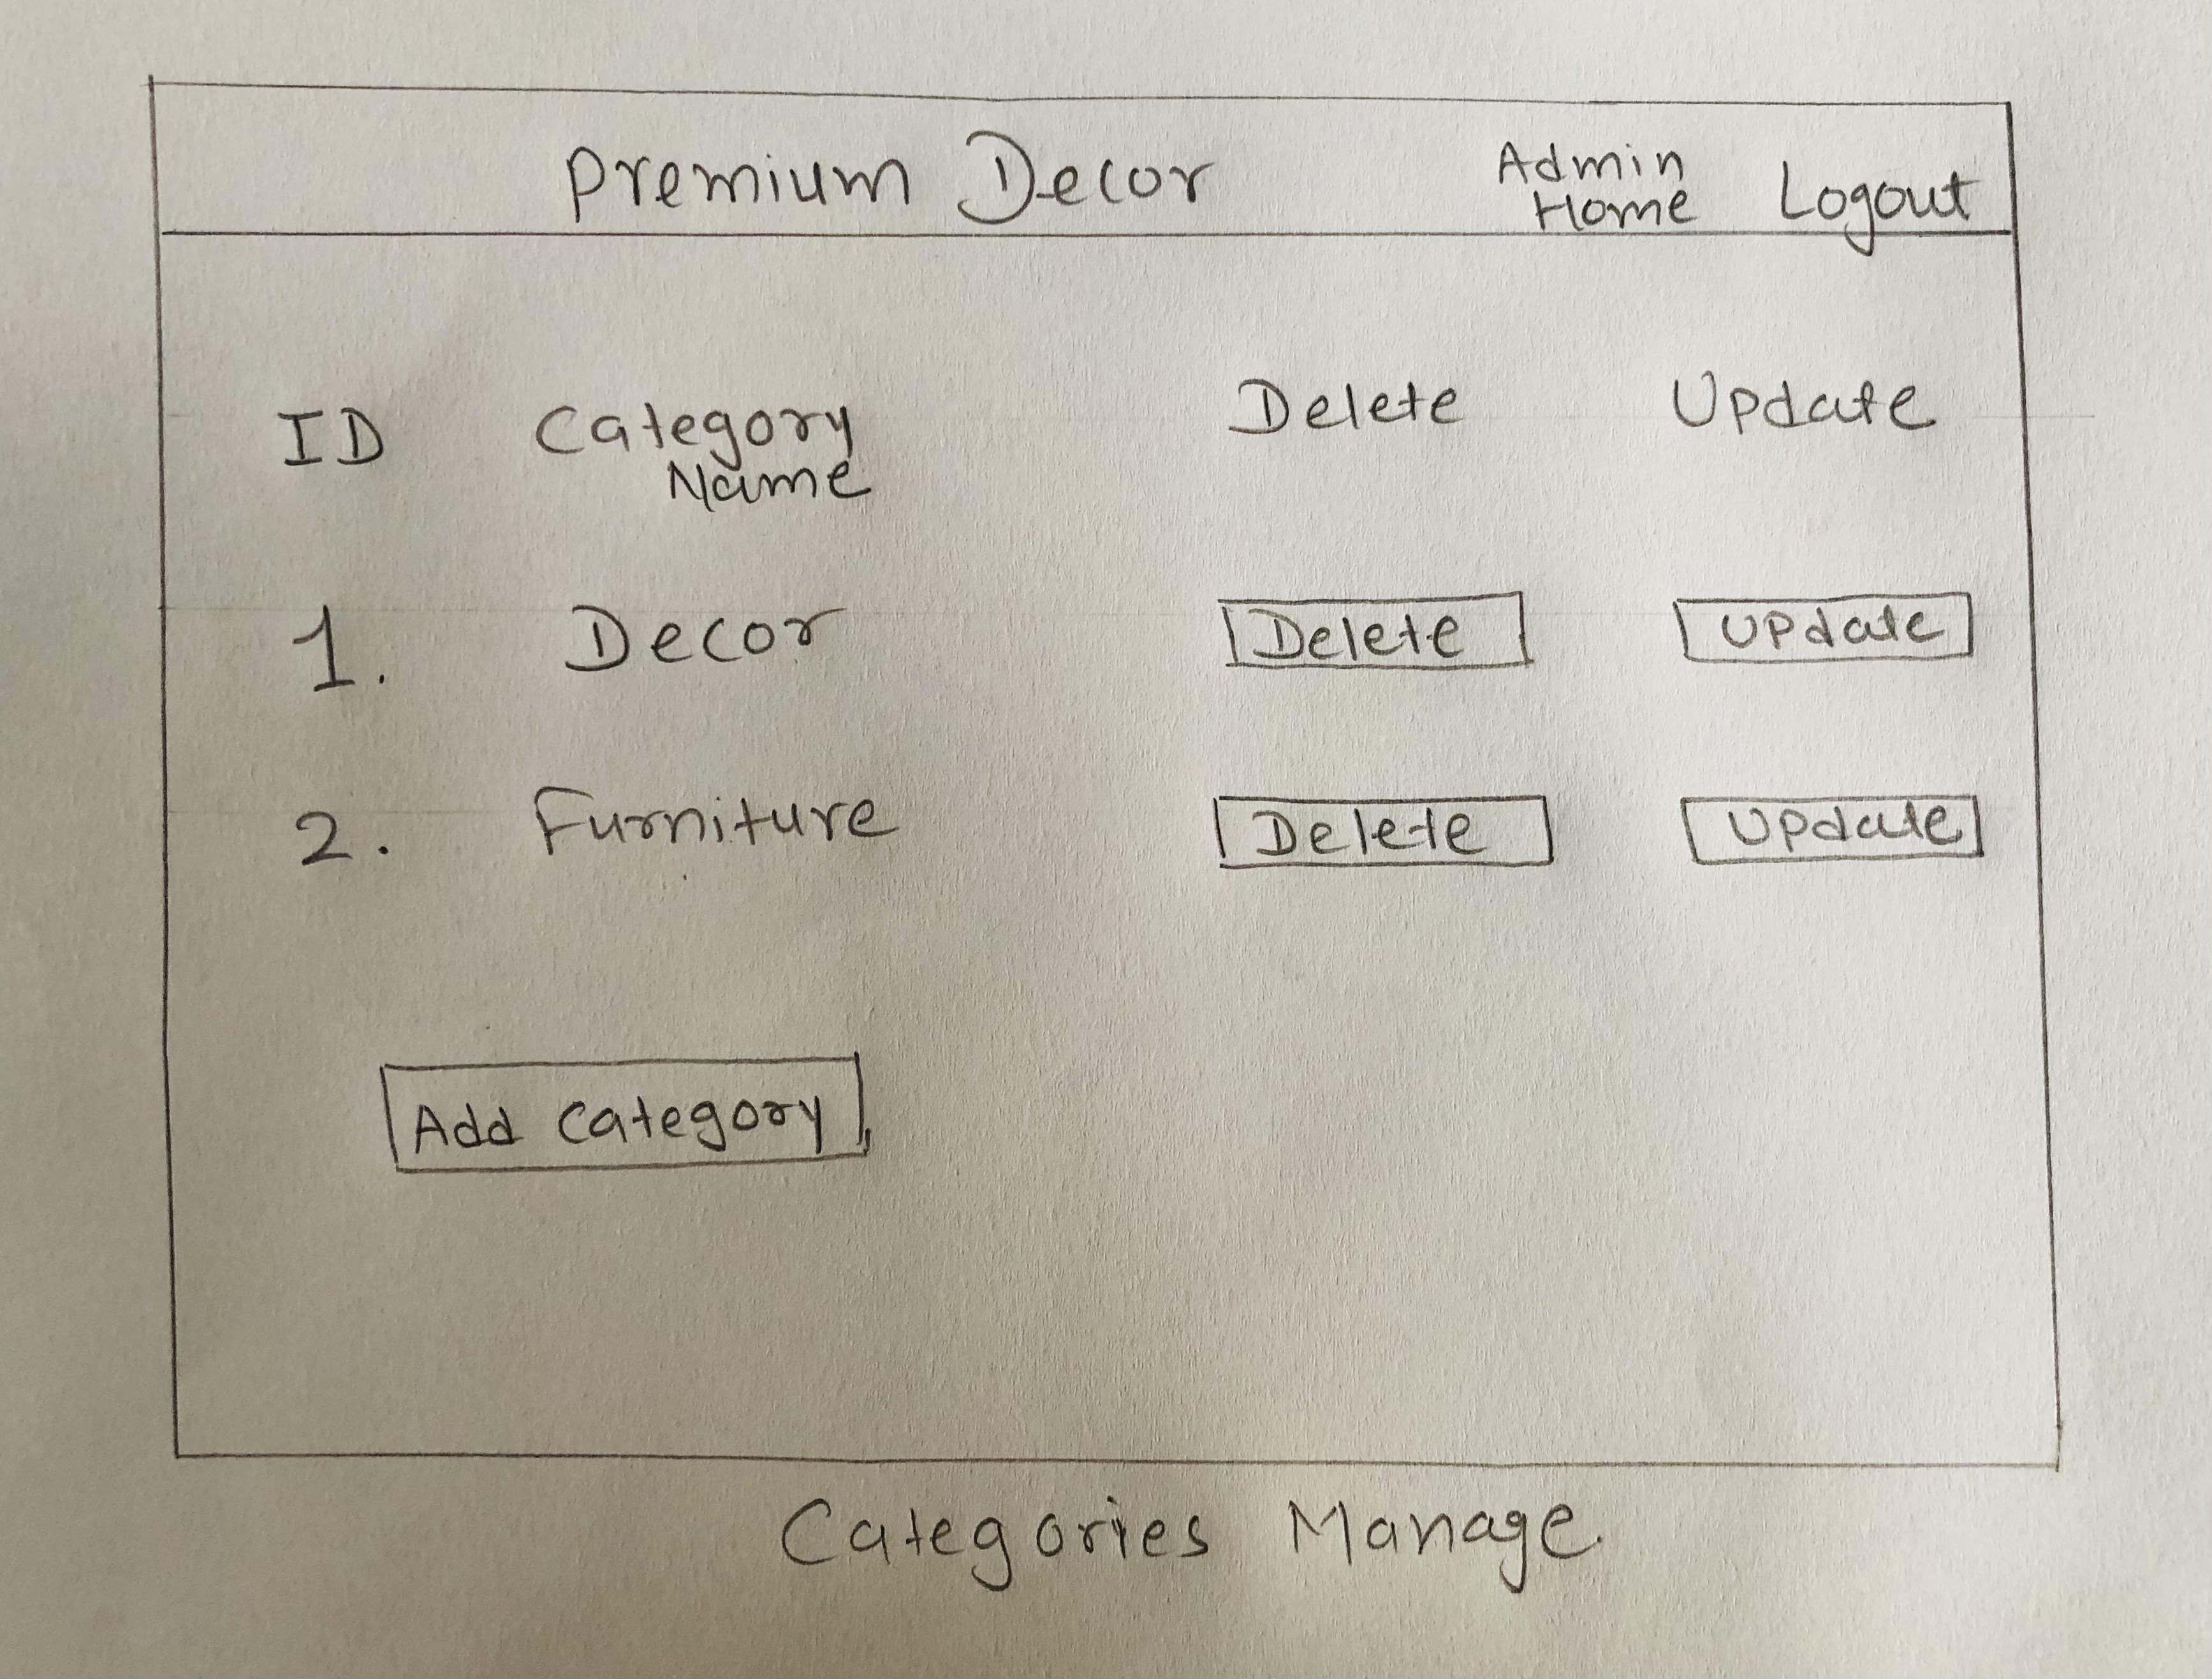 Premium Decor Admin Home Logout
ID Category Name Delete Update
1. Decor Delete Update
2. Furniture Delete Update
Add Category
Categories Manage